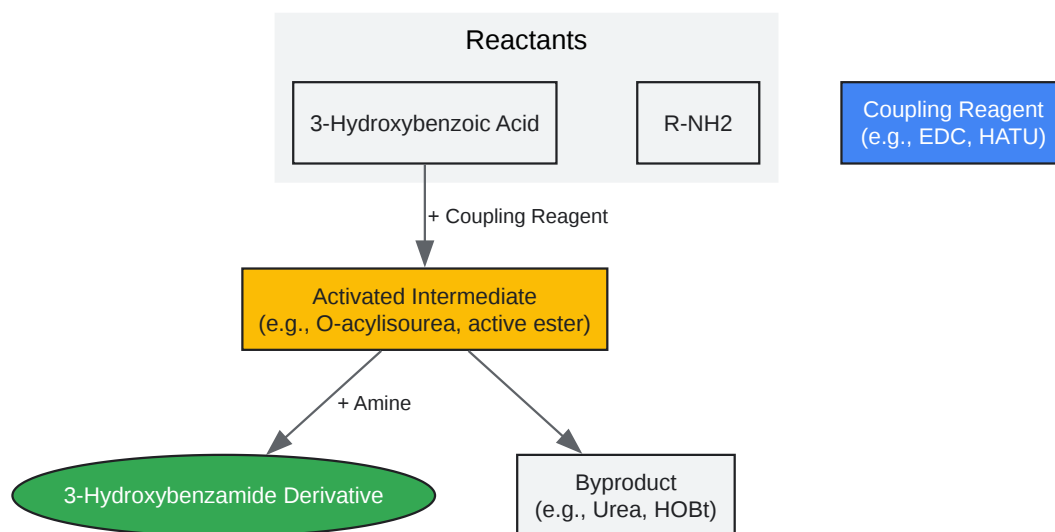 Reactants
3-Hydroxybenzoic Acid
R-NH2
Coupling Reagent
(e.g., EDC, HATU)
+ Coupling Reagent
Activated Intermediate
(e.g., O-acylisourea, active ester)
+ Amine
3-Hydroxybenzamide Derivative
Byproduct
(e.g., Urea, HOBt)